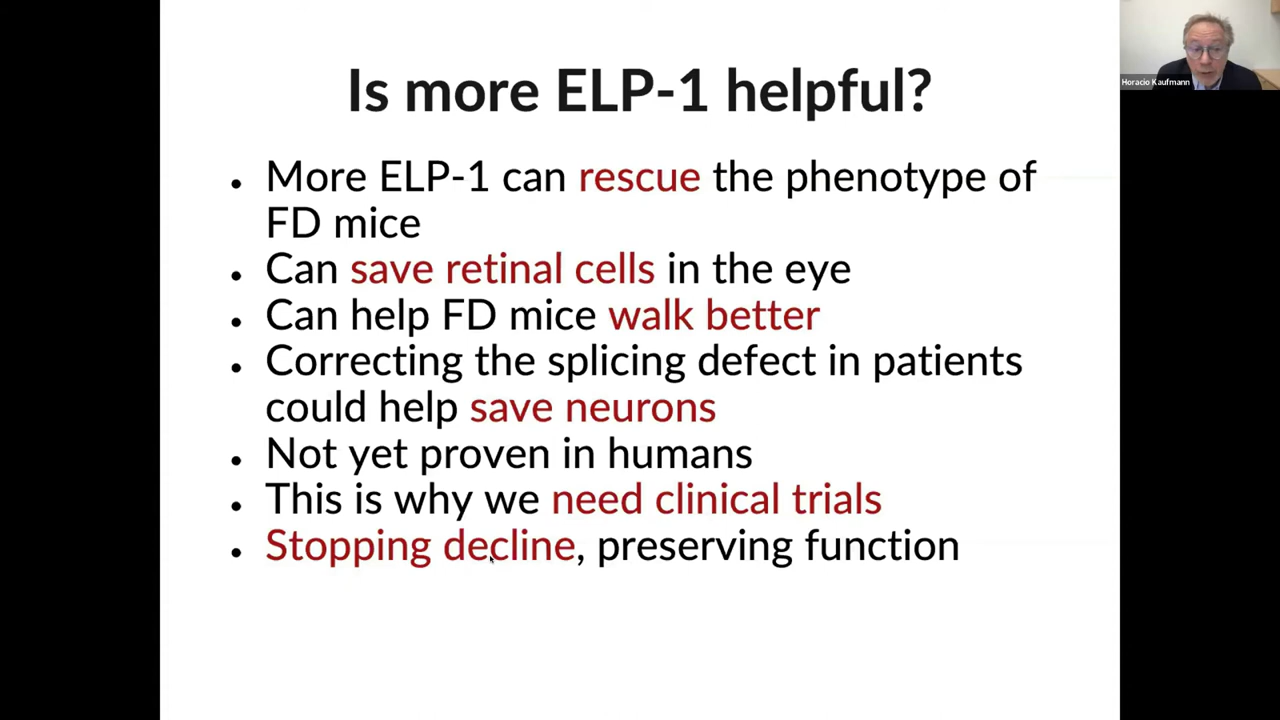 Is more ELP-1 helpful?
Horacio Kaufmann
• More ELP-1 can rescue the phenotype of
FD mice
• Can save retinal cells in the eye
• Can help FD mice walk better
• Correcting the splicing defect in patients
could help save neurons
• Not yet proven in humans
• This is why we need clinical trials
• Stopping decline, preserving function